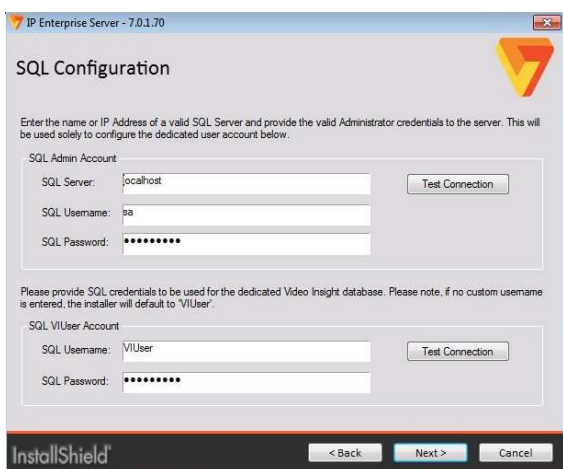 IP Enterprise Server - 7.0.1.70
SQL Configuration
Enter the name or IP Address of a valid SQL Server and provide the valid Administrator credentials to the server. This will
be used solely to configure the dedicated user account below.
SQL Admin Account
SQL Server: localhost
Test Connection
SQL Username: sa
SQL Password: •••••••••
Please provide SQL credentials to be used for the dedicated Video Insight database. Please note, if no custom username
is entered, the installer will default to 'VIUser'.
SQL VIUser Account
SQL Username: VIUser
Test Connection
SQL Password: •••••••••
InstallShield
< Back
Next >
Cancel